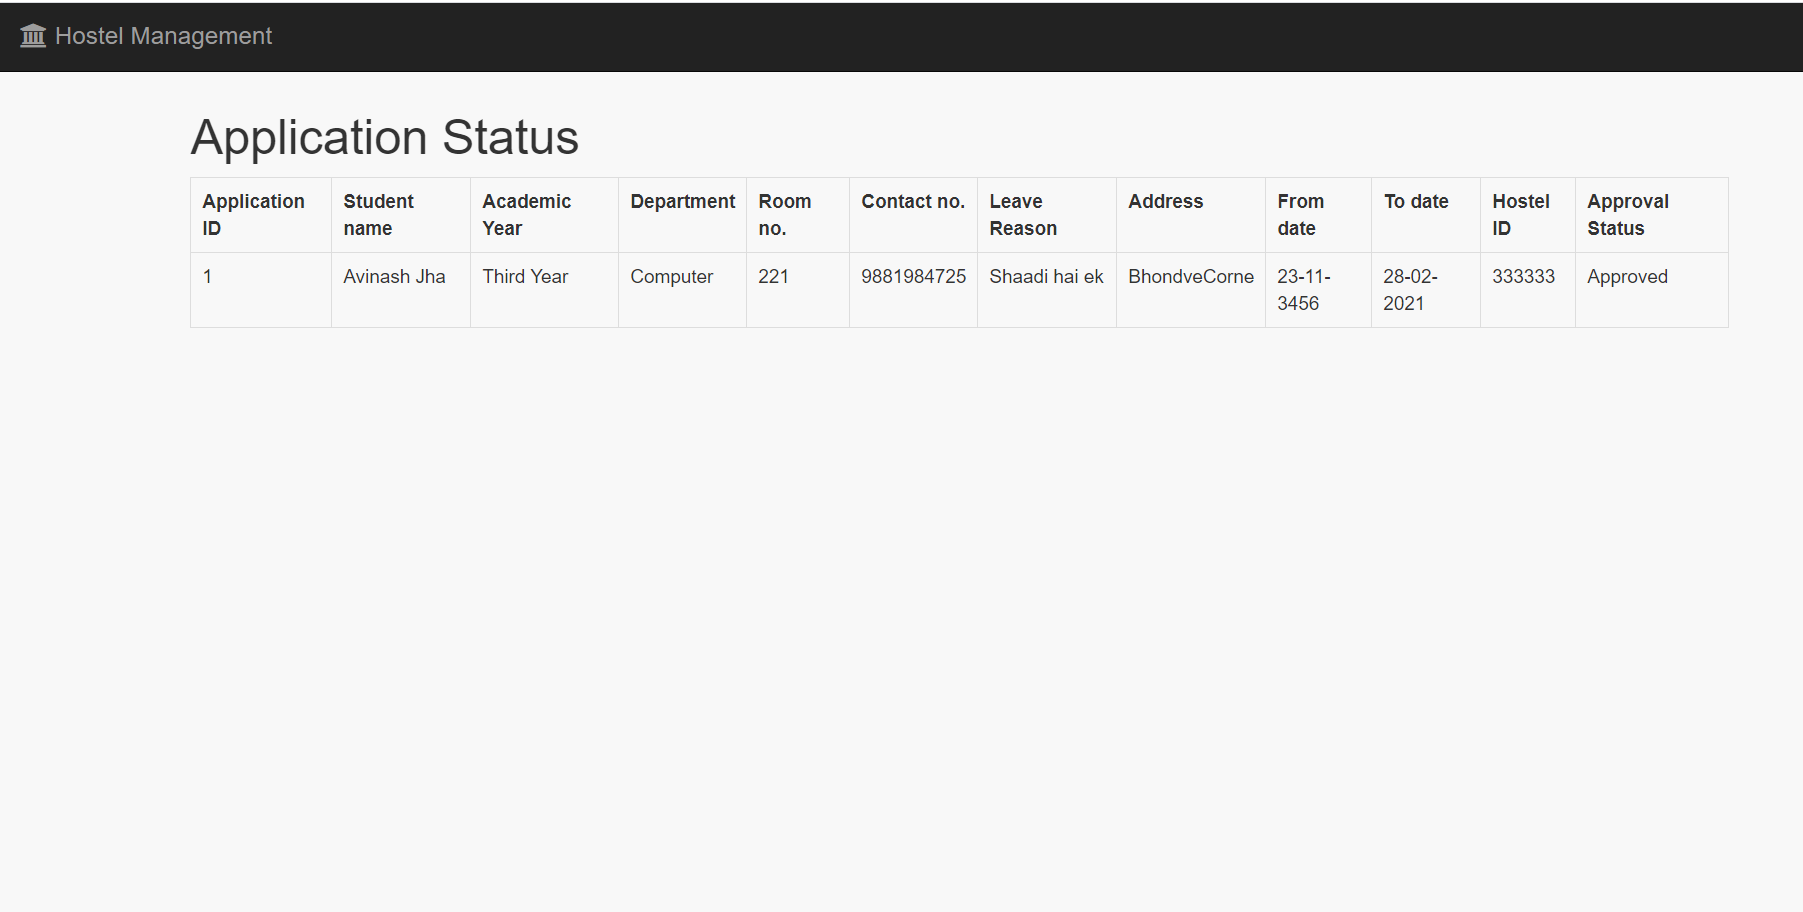 Hostel Management
Application Status
Application ID Student name Academic Year Department Room no. Contact no. Leave Reason Address From date To date Hostel ID Approval Status
1 Avinash Jha Third Year Computer 221 9881984725 Shaadi hai ek BhondveCorne 23-11-3456 28-02-2021 333333 Approved